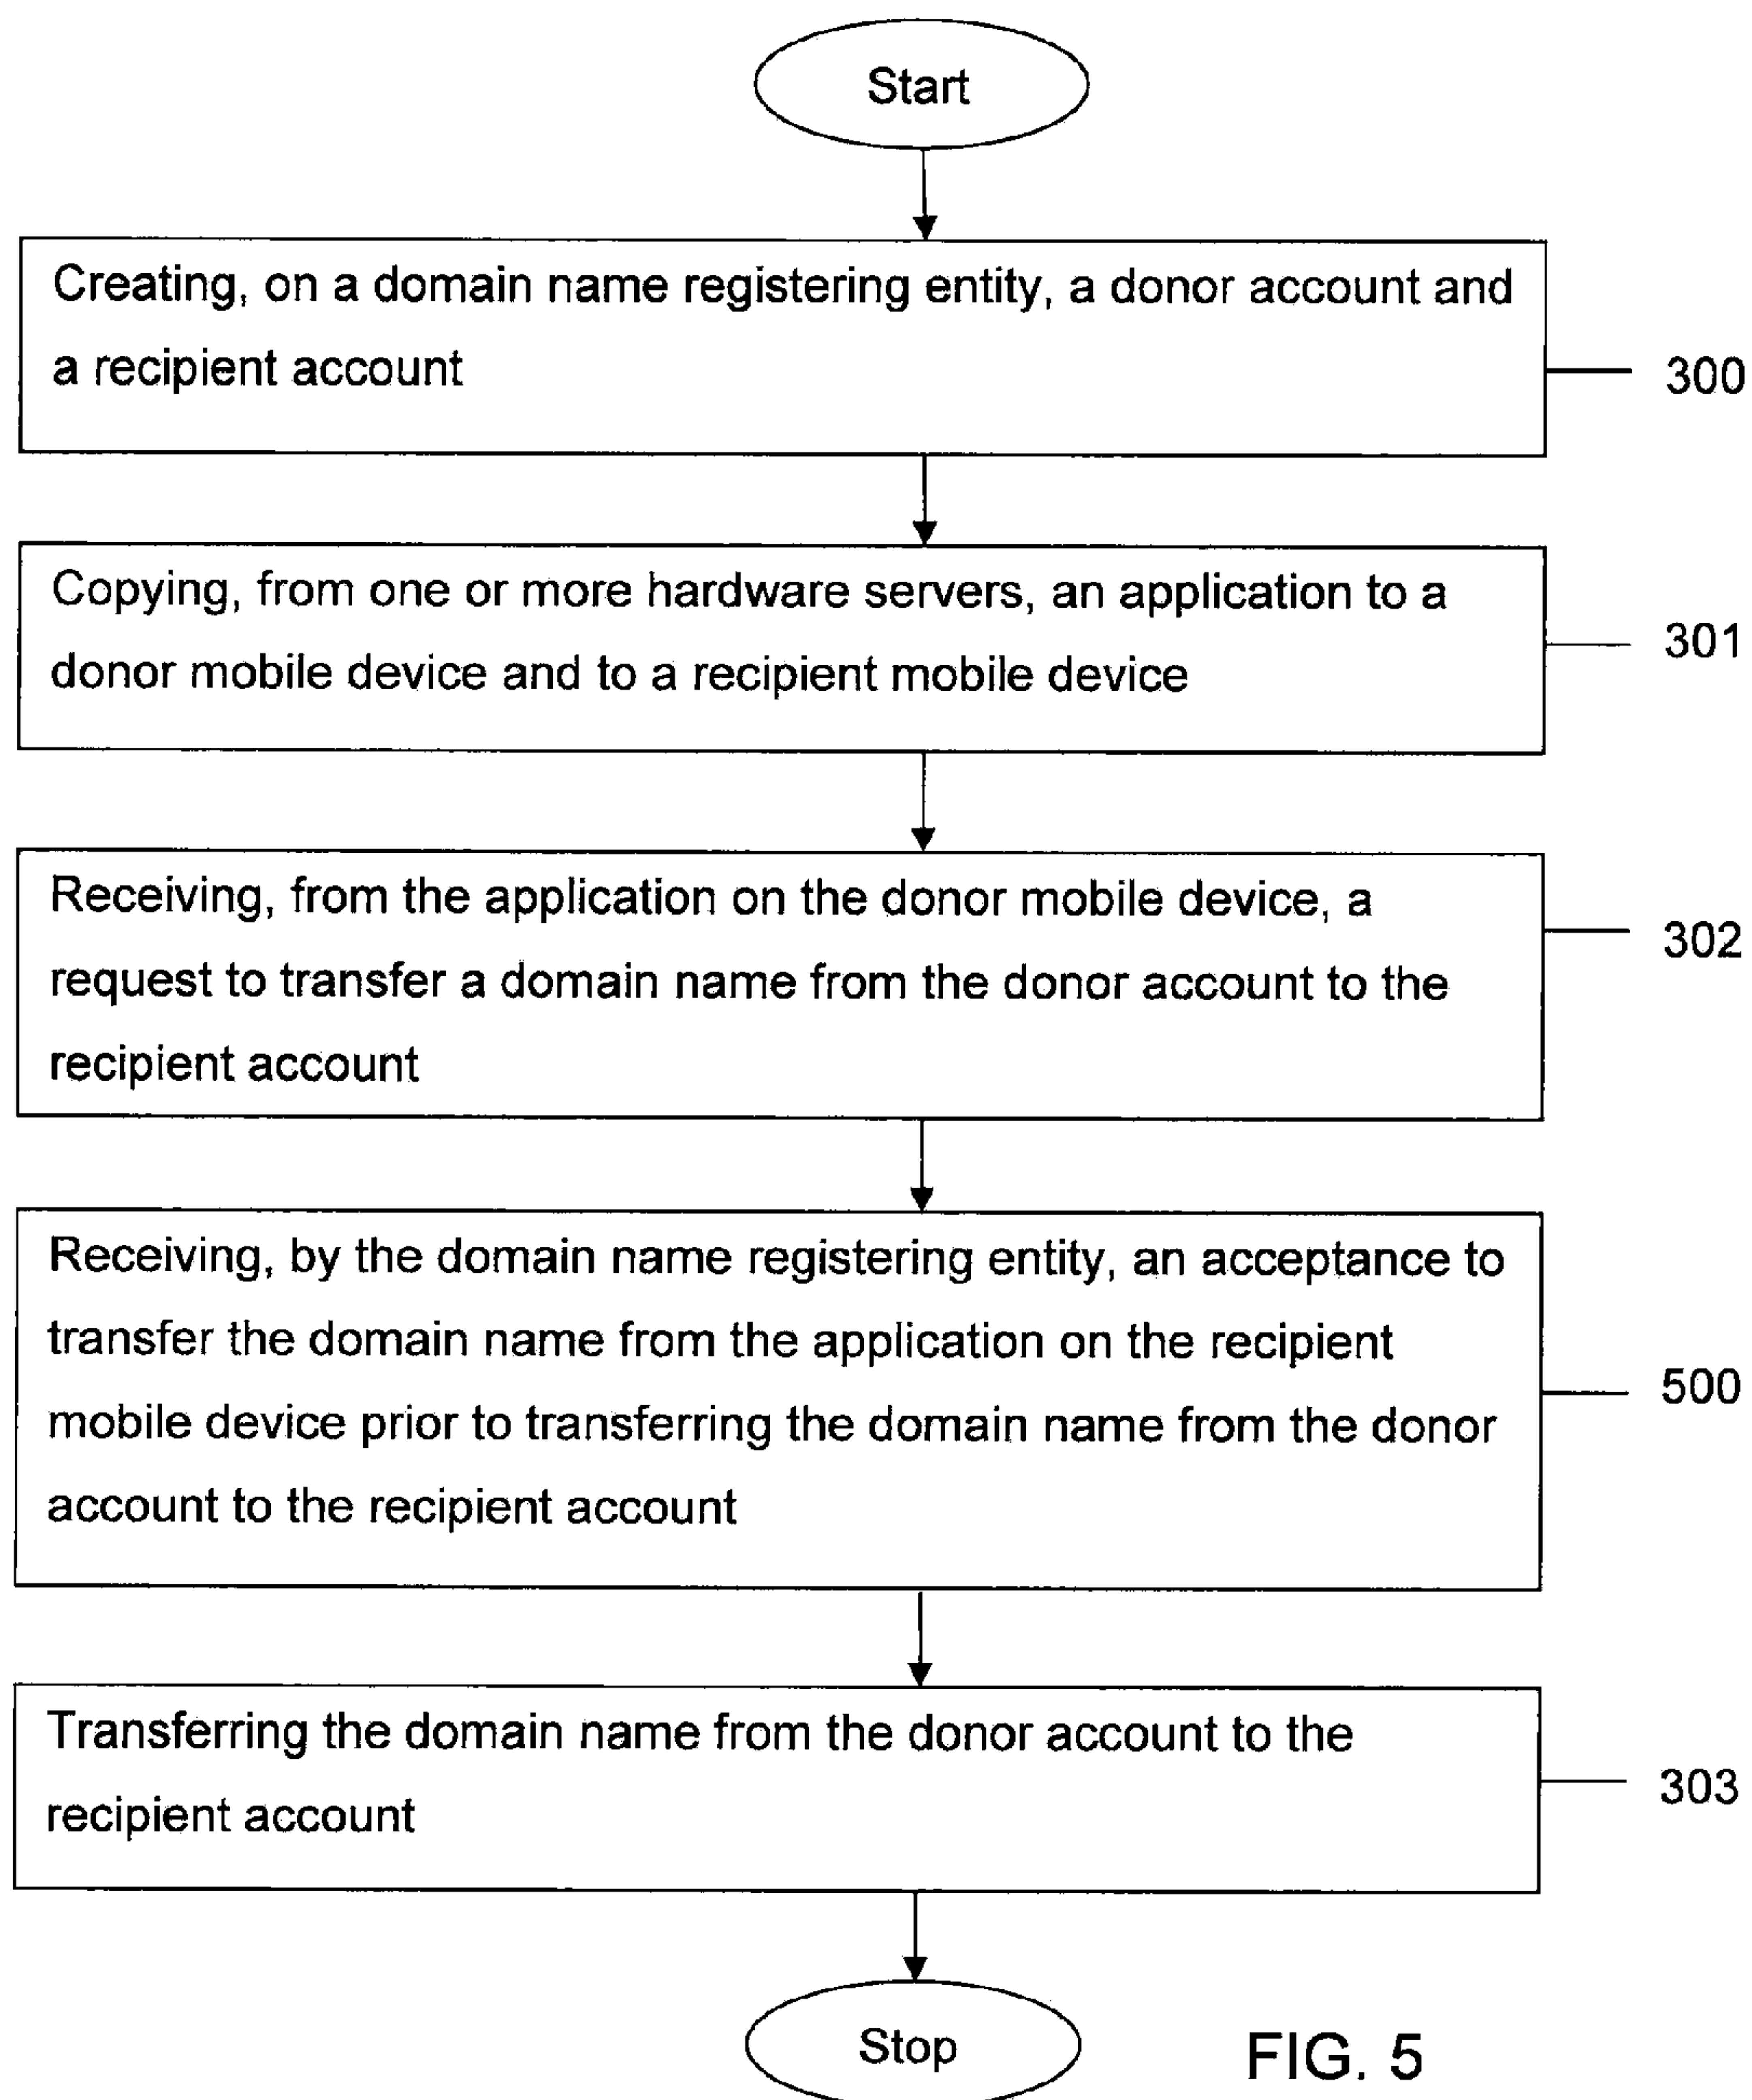 Start
Creating, on a domain name registering entity, a donor account and
a recipient account
300
Copying, from one or more hardware servers, an application to a
donor mobile device and to a recipient mobile device
301
Receiving, from the application on the donor mobile device, a
request to transfer a domain name from the donor account to the
recipient account
302
Receiving, by the domain name registering entity, an acceptance to
transfer the domain name from the application on the recipient
mobile device prior to transferring the domain name from the donor
account to the recipient account
500
Transferring the domain name from the donor account to the
recipient account
303
Stop
FIG. 5